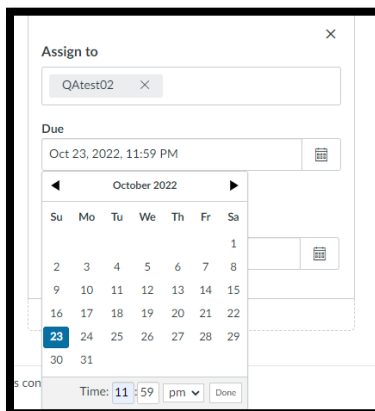 Assign to
QAtest02
Due
Oct 23, 2022, 11:59 PM
October 2022
Su Mo Tu We Th Fr Sa
1
2 3 4 5 6 7 8
9 10 11 12 13 14 15
16 17 18 19 20 21 22
23 24 25 26 27 28 29
30 31
s con
Time: 11 : 59 pm Done